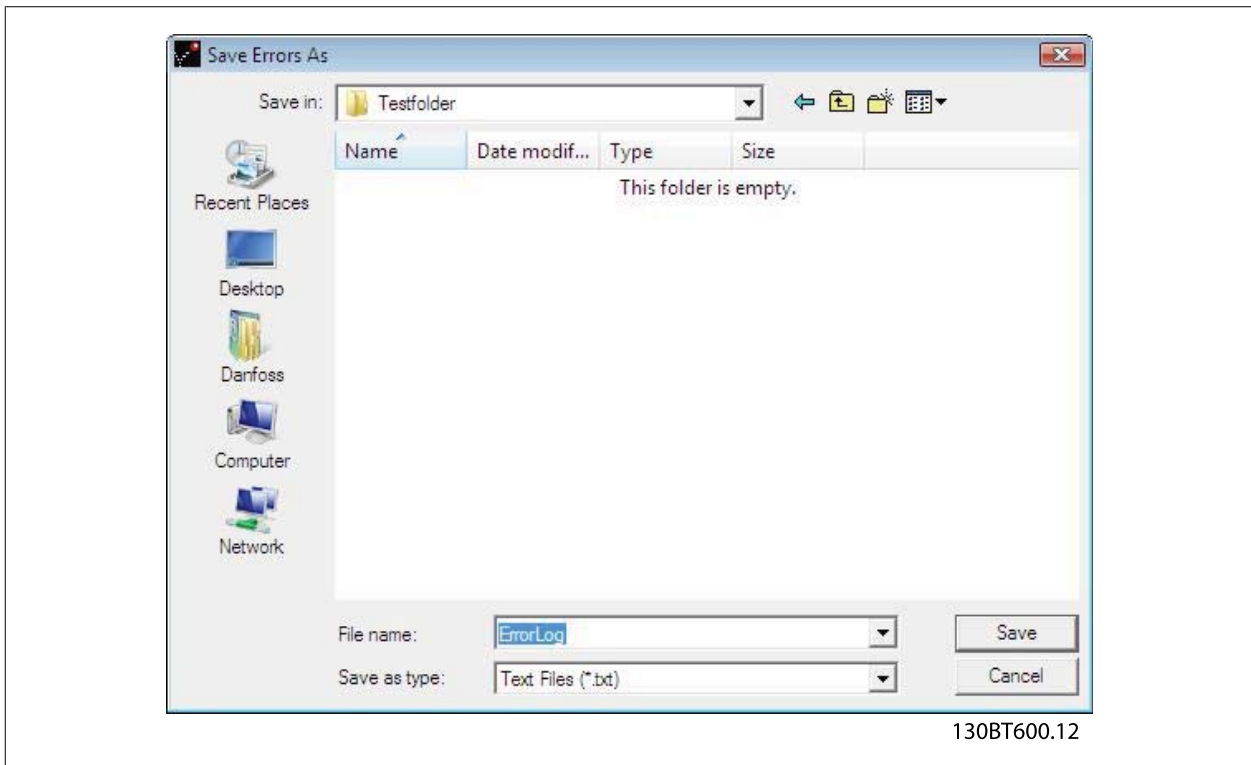 Save Errors As
Save in: Testfolder
Name Date modif... Type Size
This folder is empty.
Recent Places
Desktop
Danfoss
Computer
Network
File name: ErrorLog Save
Save as type: Text Files (*.txt) Cancel
130BT600.12